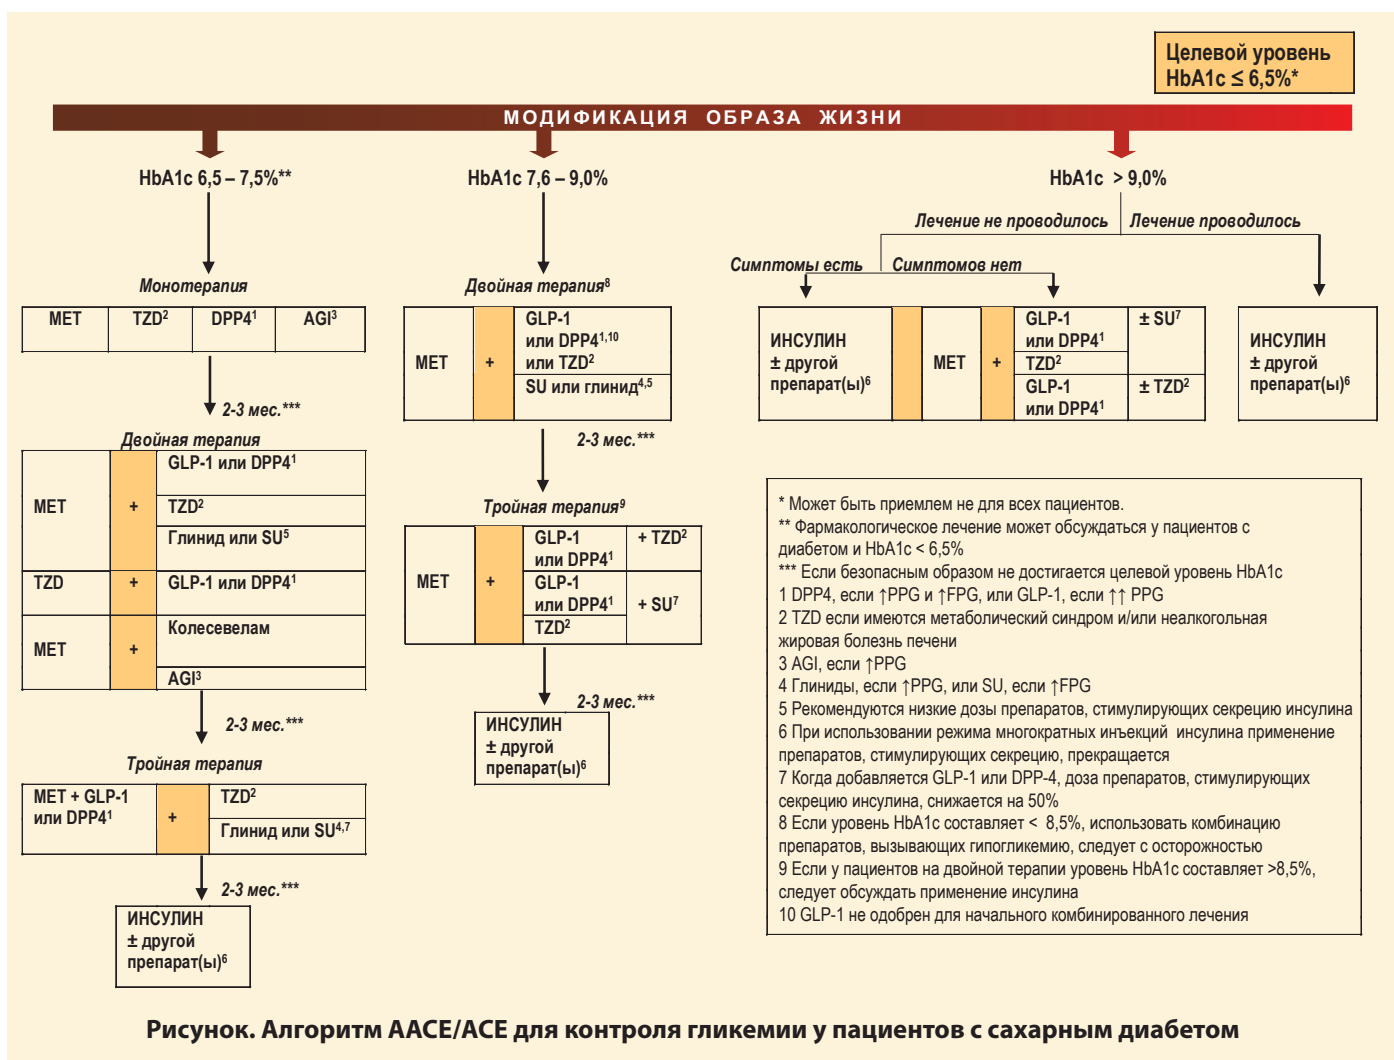 Целевой уровень
HbA1c ≤ 6,5%*
МОДИФИКАЦИЯ ОБРАЗА ЖИЗНИ
HbA1c 6,5 – 7,5%**
Монотерапия
MET TZD² DPP4¹ AGI³
2-3 мес.***
Двойная терапия
MET + GLP-1 или DPP4¹
TZD²
Глинид или SU⁵
TZD + GLP-1 или DPP4¹
MET + Колесевелам
AGI³
2-3 мес.***
Тройная терапия
MET + GLP-1
или DPP4¹
+
TZD²
Глинид или SU⁴,⁷
2-3 мес.***
ИНСУЛИН
± другой
препарат(ы)⁶
HbA1c 7,6 – 9,0%
Двойная терапия⁸
MET +
GLP-1
или DPP4¹,¹⁰
или TZD²
SU или глинид⁴,⁵
2-3 мес.***
Тройная терапия⁹
MET +
GLP-1
или DPP4¹
+ TZD²
GLP-1
или DPP4¹
TZD²
+ SU⁷
2-3 мес.***
ИНСУЛИН
± другой
препарат(ы)⁶
HbA1c > 9,0%
Лечение не проводилось
Лечение проводилось
Симптомы есть
Симптомов нет
ИНСУЛИН
± другой
препарат(ы)⁶
MET +
GLP-1
или DPP4¹
TZD²
± SU⁷
GLP-1
или DPP4¹
± TZD²
ИНСУЛИН
± другой
препарат(ы)⁶
* Может быть приемлем не для всех пациентов.
** Фармакологическое лечение может обсуждаться у пациентов с
диабетом и HbA1c < 6,5%
*** Если безопасным образом не достигается целевой уровень HbA1c
1 DPP4, если ↑PPG и ↑FPG, или GLP-1, если ↑↑ PPG
2 TZD если имеются метаболический синдром и/или неалкогольная
жировая болезнь печени
3 AGI, если ↑PPG
4 Глиниды, если ↑PPG, или SU, если ↑FPG
5 Рекомендуются низкие дозы препаратов, стимулирующих секрецию инсулина
6 При использовании режима многократных инъекций инсулина применение
препаратов, стимулирующих секрецию, прекращается
7 Когда добавляется GLP-1 или DPP-4, доза препаратов, стимулирующих
секрецию инсулина, снижается на 50%
8 Если уровень HbA1c составляет < 8,5%, использовать комбинацию
препаратов, вызывающих гипогликемию, следует с осторожностью
9 Если у пациентов на двойной терапии уровень HbA1c составляет >8,5%,
следует обсуждать применение инсулина
10 GLP-1 не одобрен для начального комбинированного лечения
Рисунок. Алгоритм AACE/ACE для контроля гликемии у пациентов с сахарным диабетом